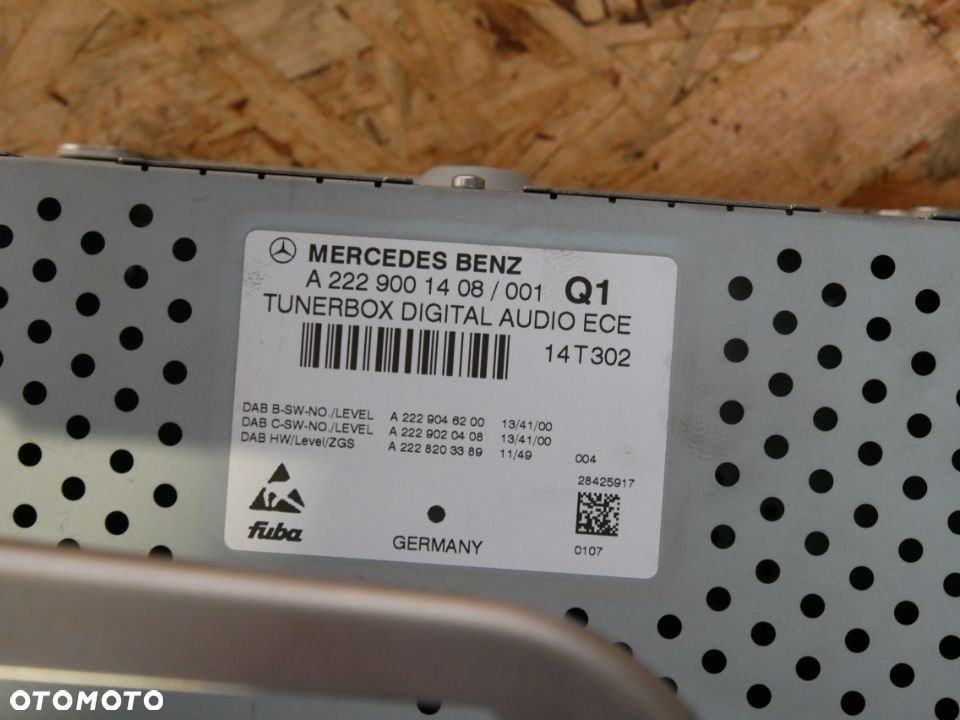 MERCEDES BENZ
A 222 900 14 08 / 001 Q1
TUNERBOX DIGITAL AUDIO ECE
14T302
DAB B-SW-NO./LEVEL A 222 904 62 00 13/41/00
DAB C-SW-NO./LEVEL A 222 902 04 08 13/41/00
DAB HW/Level/ZGS A 222 820 33 89 11/49 004
28425917
fuba
GERMANY
0107
OTOMOTO